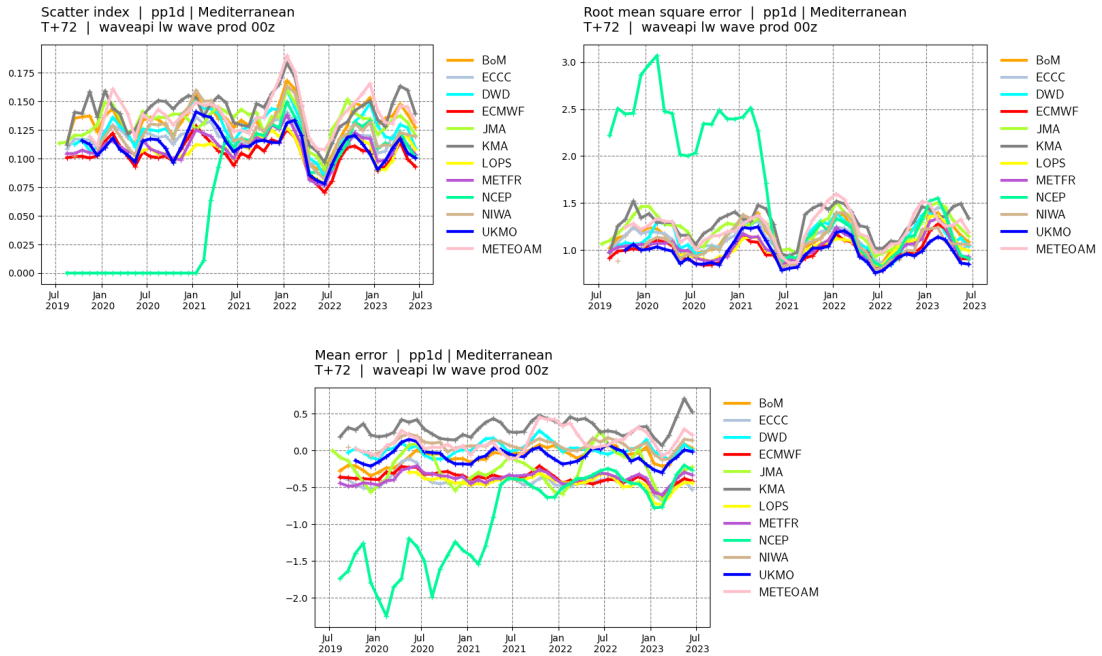 Scatter index | pp1d | Mediterranean
T+72 | waveapi lw wave prod 00z
0.175
0.150
0.125
0.100
0.075
0.050
0.025
0.000
Jul 2019
Jan 2020
Jul 2020
Jan 2021
Jul 2021
Jan 2022
Jul 2022
Jan 2023
Jul 2023
BoM
ECCC
DWD
ECMWF
JMA
KMA
LOPS
METFR
NCEP
NIWA
UKMO
METEOAM
Root mean square error | pp1d | Mediterranean
T+72 | waveapi lw wave prod 00z
3.0
2.5
2.0
1.5
1.0
Jul 2019
Jan 2020
Jul 2020
Jan 2021
Jul 2021
Jan 2022
Jul 2022
Jan 2023
Jul 2023
BoM
ECCC
DWD
ECMWF
JMA
KMA
LOPS
METFR
NCEP
NIWA
UKMO
METEOAM
Mean error | pp1d | Mediterranean
T+72 | waveapi lw wave prod 00z
0.5
0.0
−0.5
−1.0
−1.5
−2.0
Jul 2019
Jan 2020
Jul 2020
Jan 2021
Jul 2021
Jan 2022
Jul 2022
Jan 2023
Jul 2023
BoM
ECCC
DWD
ECMWF
JMA
KMA
LOPS
METFR
NCEP
NIWA
UKMO
METEOAM